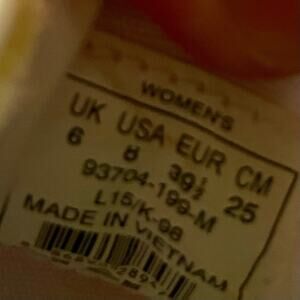 WOMEN'S
UK USA EUR CM
6 8 39½ 25
93704-199-M
L15/K-98
MADE IN VIETNAM